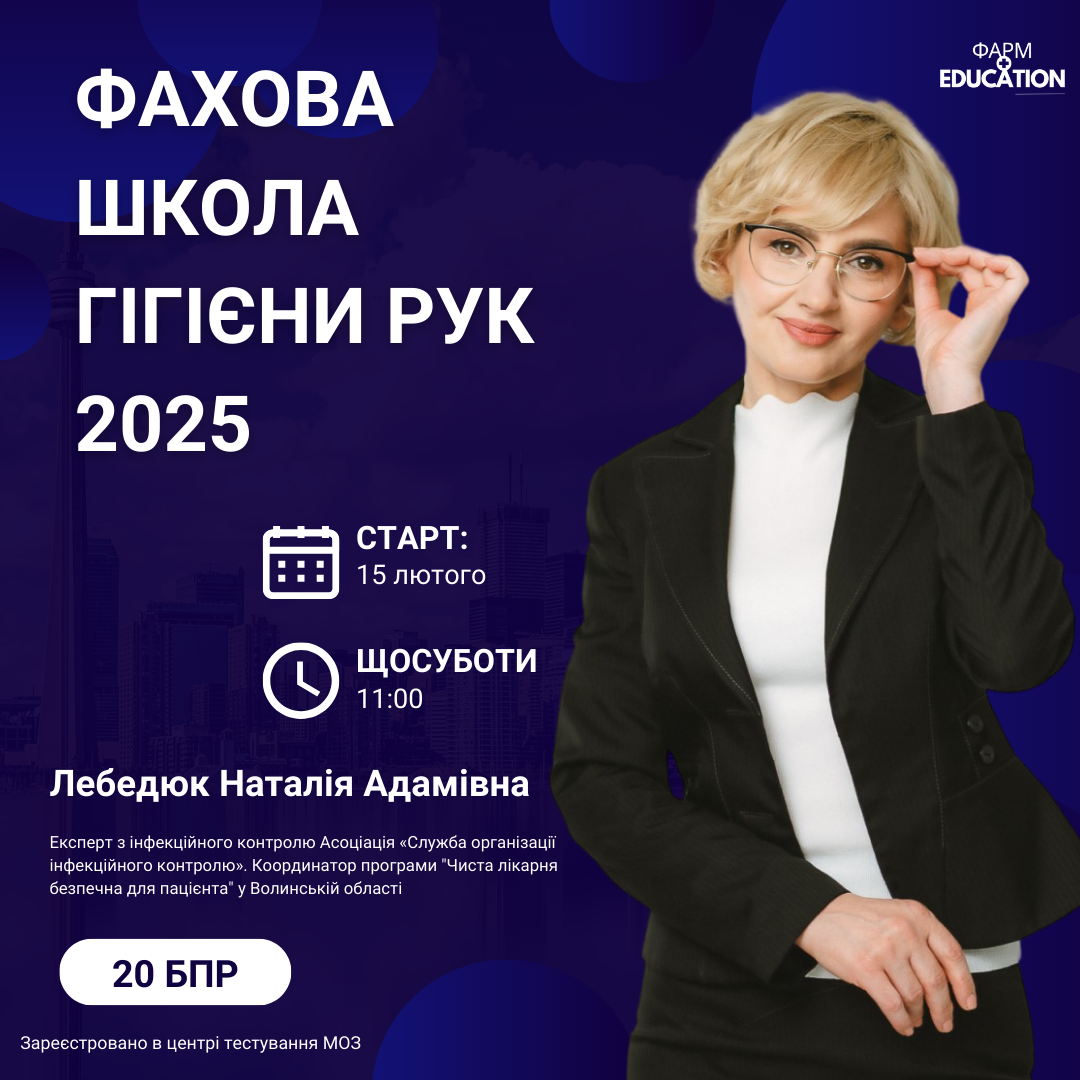 ФАРМ
EDUCATION
ФАХОВА
ШКОЛА
ГІГІЄНИ РУК
2025
СТАРТ:
15 лютого
ЩОСУБОТИ
11:00
Лебедюк Наталія Адамівна
Експерт з інфекційного контролю Асоціація «Служба організації
інфекційного контролю». Координатор програми "Чиста лікарня
безпечна для пацієнта" у Волинській області
20 БПР
Зареєстровано в центрі тестування МОЗ